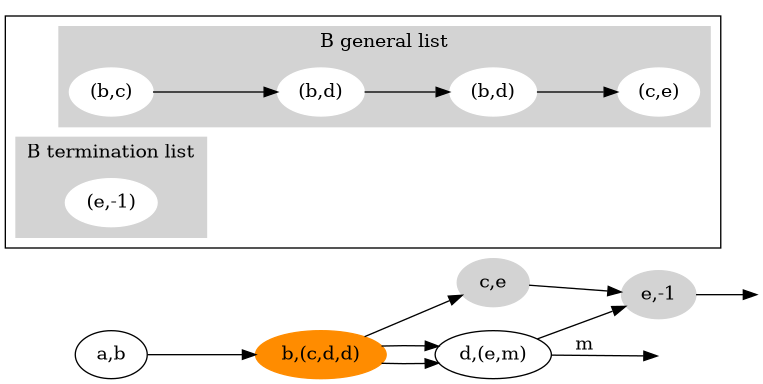 B general list
(b,c)
(b,d)
(b,d)
(c,e)
B termination list
(e,-1)
c,e
e,-1
a,b
b,(c,d,d)
d,(e,m)
m